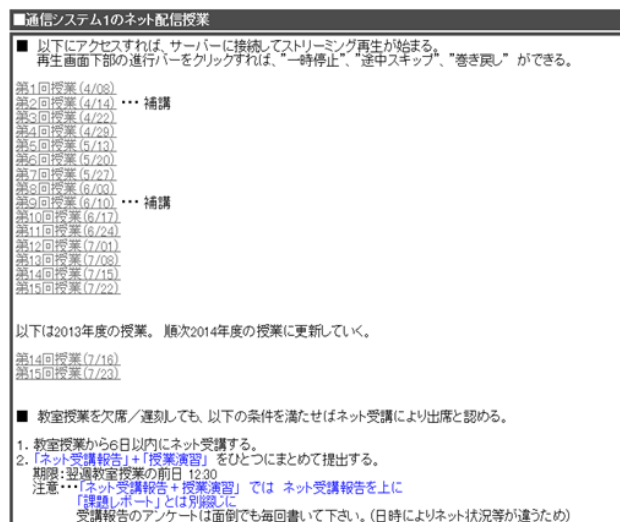 ■通信システム1のネット配信授業
■ 以下にアクセスすれば、サーバーに接続してストリーミング再生が始まる。
再生画面下部の進行バーをクリックすれば、"一時停止"、"途中スキップ"、"巻き戻し" ができる。
第1回授業(4/08)
第2回授業(4/14) ・・・ 補講
第3回授業(4/22)
第4回授業(4/29)
第5回授業(5/13)
第6回授業(5/20)
第7回授業(5/27)
第8回授業(6/03)
第9回授業(6/10) ・・・ 補講
第10回授業(6/17)
第11回授業(6/24)
第12回授業(7/01)
第13回授業(7/08)
第14回授業(7/15)
第15回授業(7/22)
以下は2013年度の授業。 順次2014年度の授業に更新していく。
第14回授業(7/16)
第15回授業(7/23)
■ 教室授業を欠席/遅刻しても、以下の条件を満たせばネット受講により出席と認める。
1. 教室授業から6日以内にネット受講する。
2. 「ネット受講報告」+「授業演習」 をひとつにまとめて提出する。
期限:翌週教室授業の前日 12:30
注意・・・「ネット受講報告+授業演習」 では ネット受講報告を上に
「課題レポート」とは別綴じに
受講報告のアンケートは面倒でも毎回書いて下さい。(日時によりネット状況等が違うため)